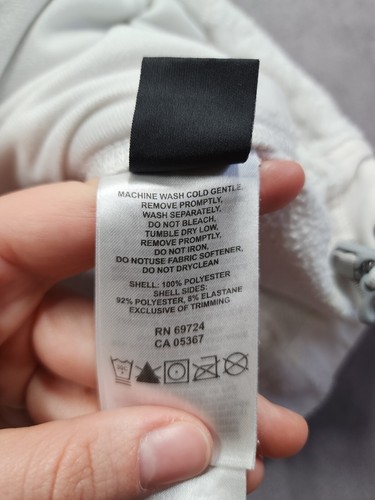 MACHINE WASH COLD GENTLE,
REMOVE PROMPTLY,
WASH SEPARATELY,
DO NOT BLEACH,
TUMBLE DRY LOW,
REMOVE PROMPTLY,
DO NOT IRON,
DO NOTUSE FABRIC SOFTENER,
DO NOT DRYCLEAN
SHELL: 100% POLYESTER
SHELL SIDES:
92% POLYESTER, 8% ELASTANE
EXCLUSIVE OF TRIMMING
RN 69724
CA 05367